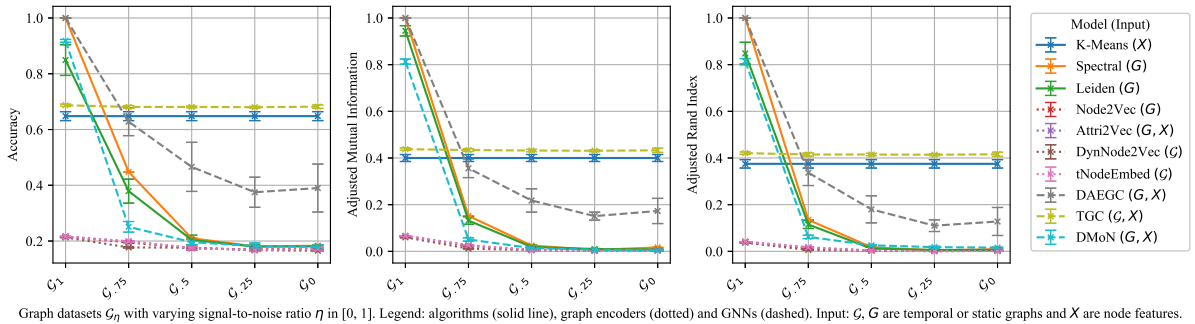 1.0
0.8
0.6
0.4
0.2
Accuracy
𝒢1
𝒢.75
𝒢.5
𝒢.25
𝒢0
1.0
0.8
0.6
0.4
0.2
0.0
Adjusted Mutual Information
𝒢1
𝒢.75
𝒢.5
𝒢.25
𝒢0
1.0
0.8
0.6
0.4
0.2
0.0
Adjusted Rand Index
𝒢1
𝒢.75
𝒢.5
𝒢.25
𝒢0
Model (Input)
K-Means (X)
Spectral (G)
Leiden (G)
Node2Vec (G)
Attri2Vec (G, X)
DynNode2Vec (𝒢)
tNodeEmbed (𝒢)
DAEGC (G, X)
TGC (𝒢, X)
DMoN (G, X)
Graph datasets 𝒢η with varying signal-to-noise ratio η in [0, 1]. Legend: algorithms (solid line), graph encoders (dotted) and GNNs (dashed). Input: 𝒢, G are temporal or static graphs and X are node features.